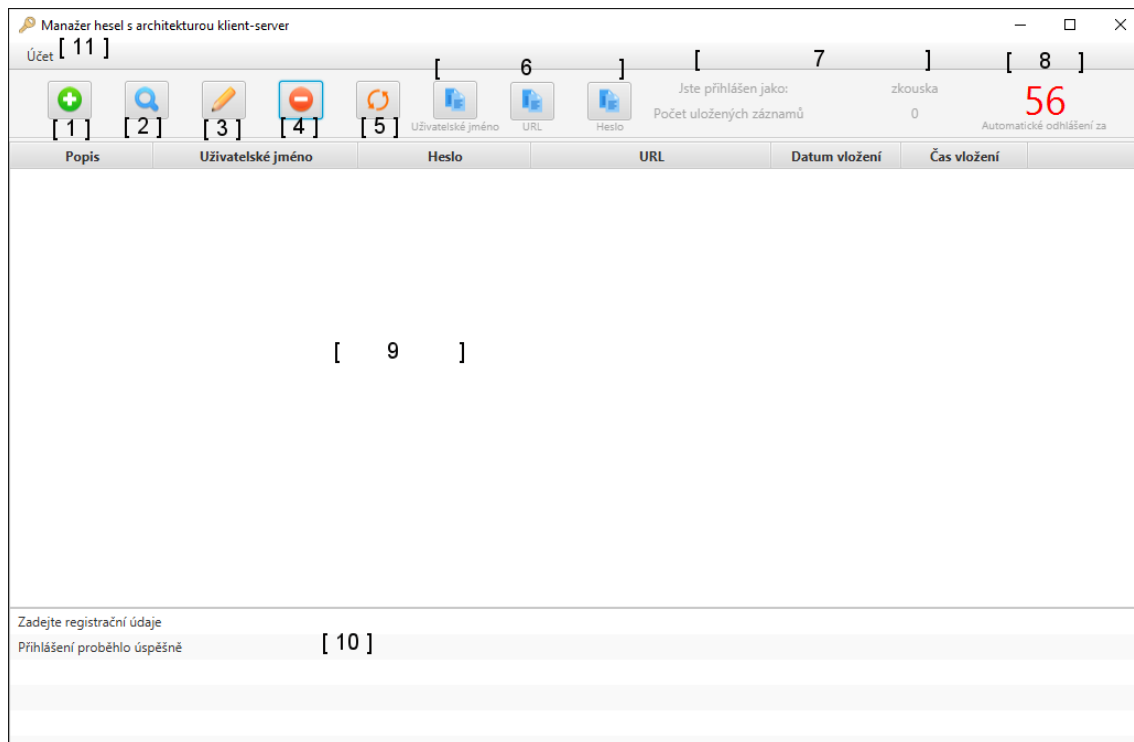 Manažer hesel s architekturou klient-server
Účet [ 11 ]
[ 6 ] [ 7 ] [ 8 ]
Jste přihlášen jako: zkouska
56
Počet uložených záznamů 0
[ 1 ] [ 2 ] [ 3 ] [ 4 ] [ 5 ] Uživatelské jméno URL Heslo Automatické odhlášení za
Popis Uživatelské jméno Heslo URL Datum vložení Čas vložení
[ 9 ]
Zadejte registrační údaje
Přihlášení proběhlo úspěšně [ 10 ]